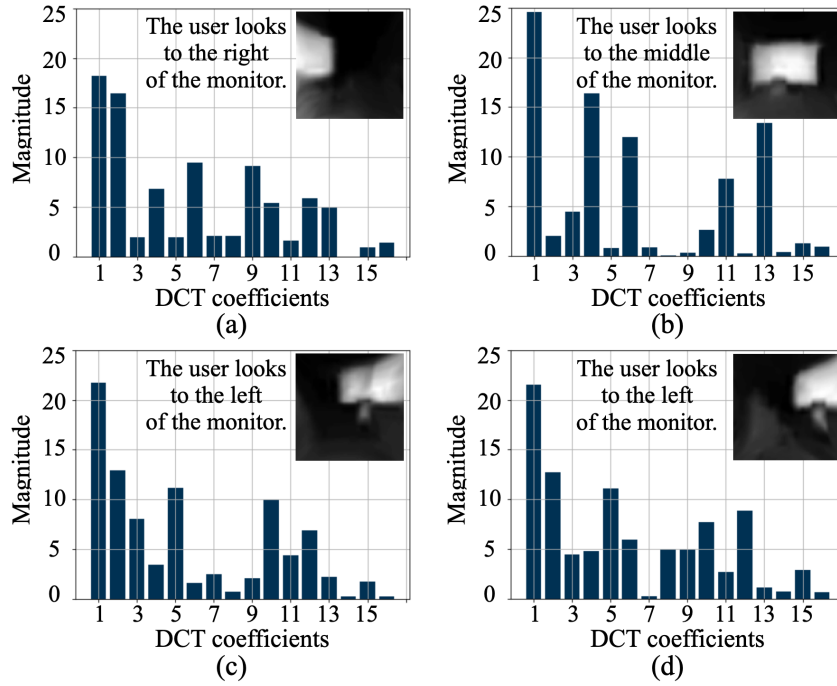 25
20
15
10
5
0
Magnitude
The user looks
to the right
of the monitor.
1 3 5 7 9 11 13 15
DCT coefficients
(a)
25
20
15
10
5
0
Magnitude
The user looks
to the middle
of the monitor.
1 3 5 7 9 11 13 15
DCT coefficients
(b)
25
20
15
10
5
0
Magnitude
The user looks
to the left
of the monitor.
1 3 5 7 9 11 13 15
DCT coefficients
(c)
25
20
15
10
5
0
Magnitude
The user looks
to the left
of the monitor.
1 3 5 7 9 11 13 15
DCT coefficients
(d)